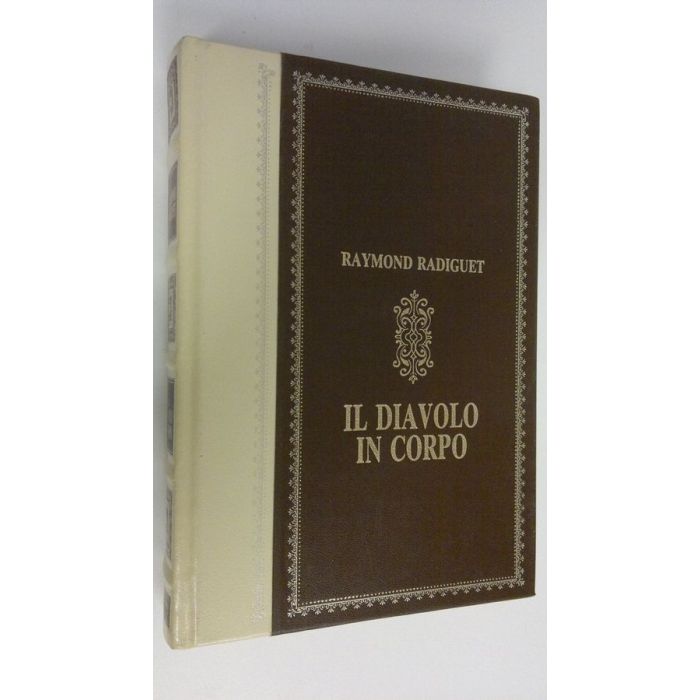 RAYMOND RADIGUET
IL DIAVOLO
IN CORPO